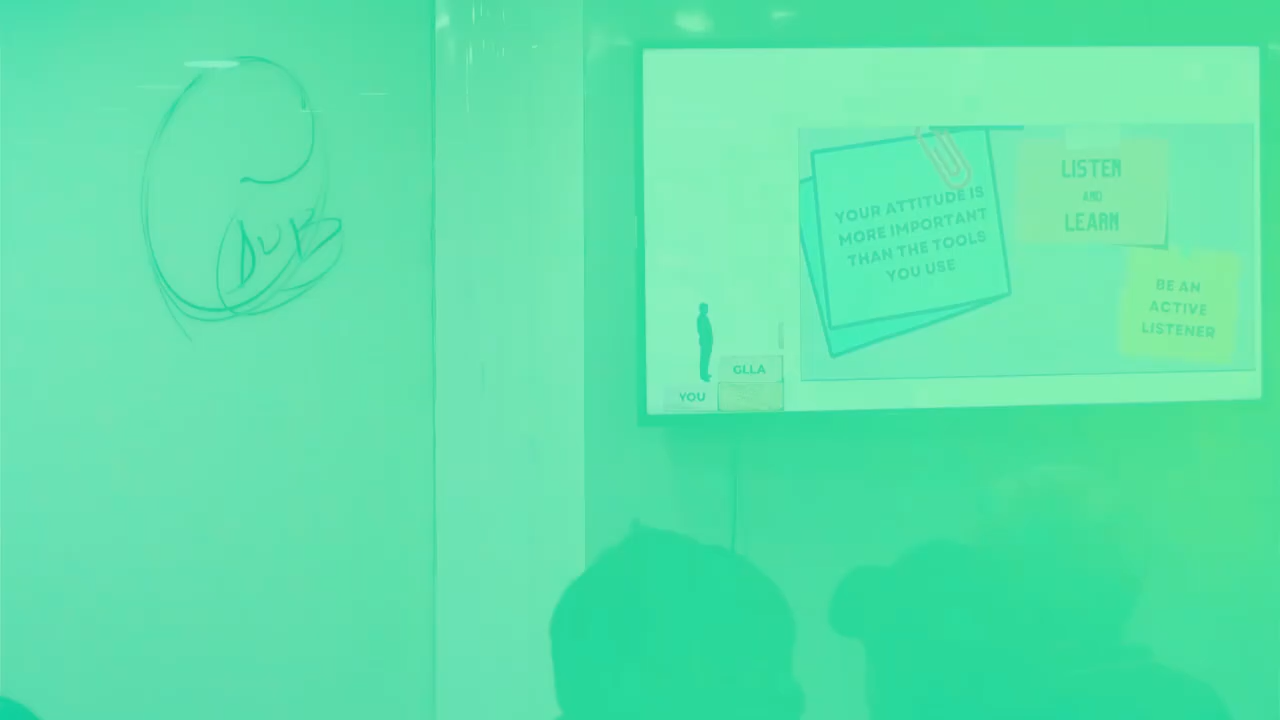 YOUR ATTITUDE IS
MORE IMPORTANT
THAN THE TOOLS
YOU USE
LISTEN
AND
LEARN
BE AN
ACTIVE
LISTENER
GLLA
YOU